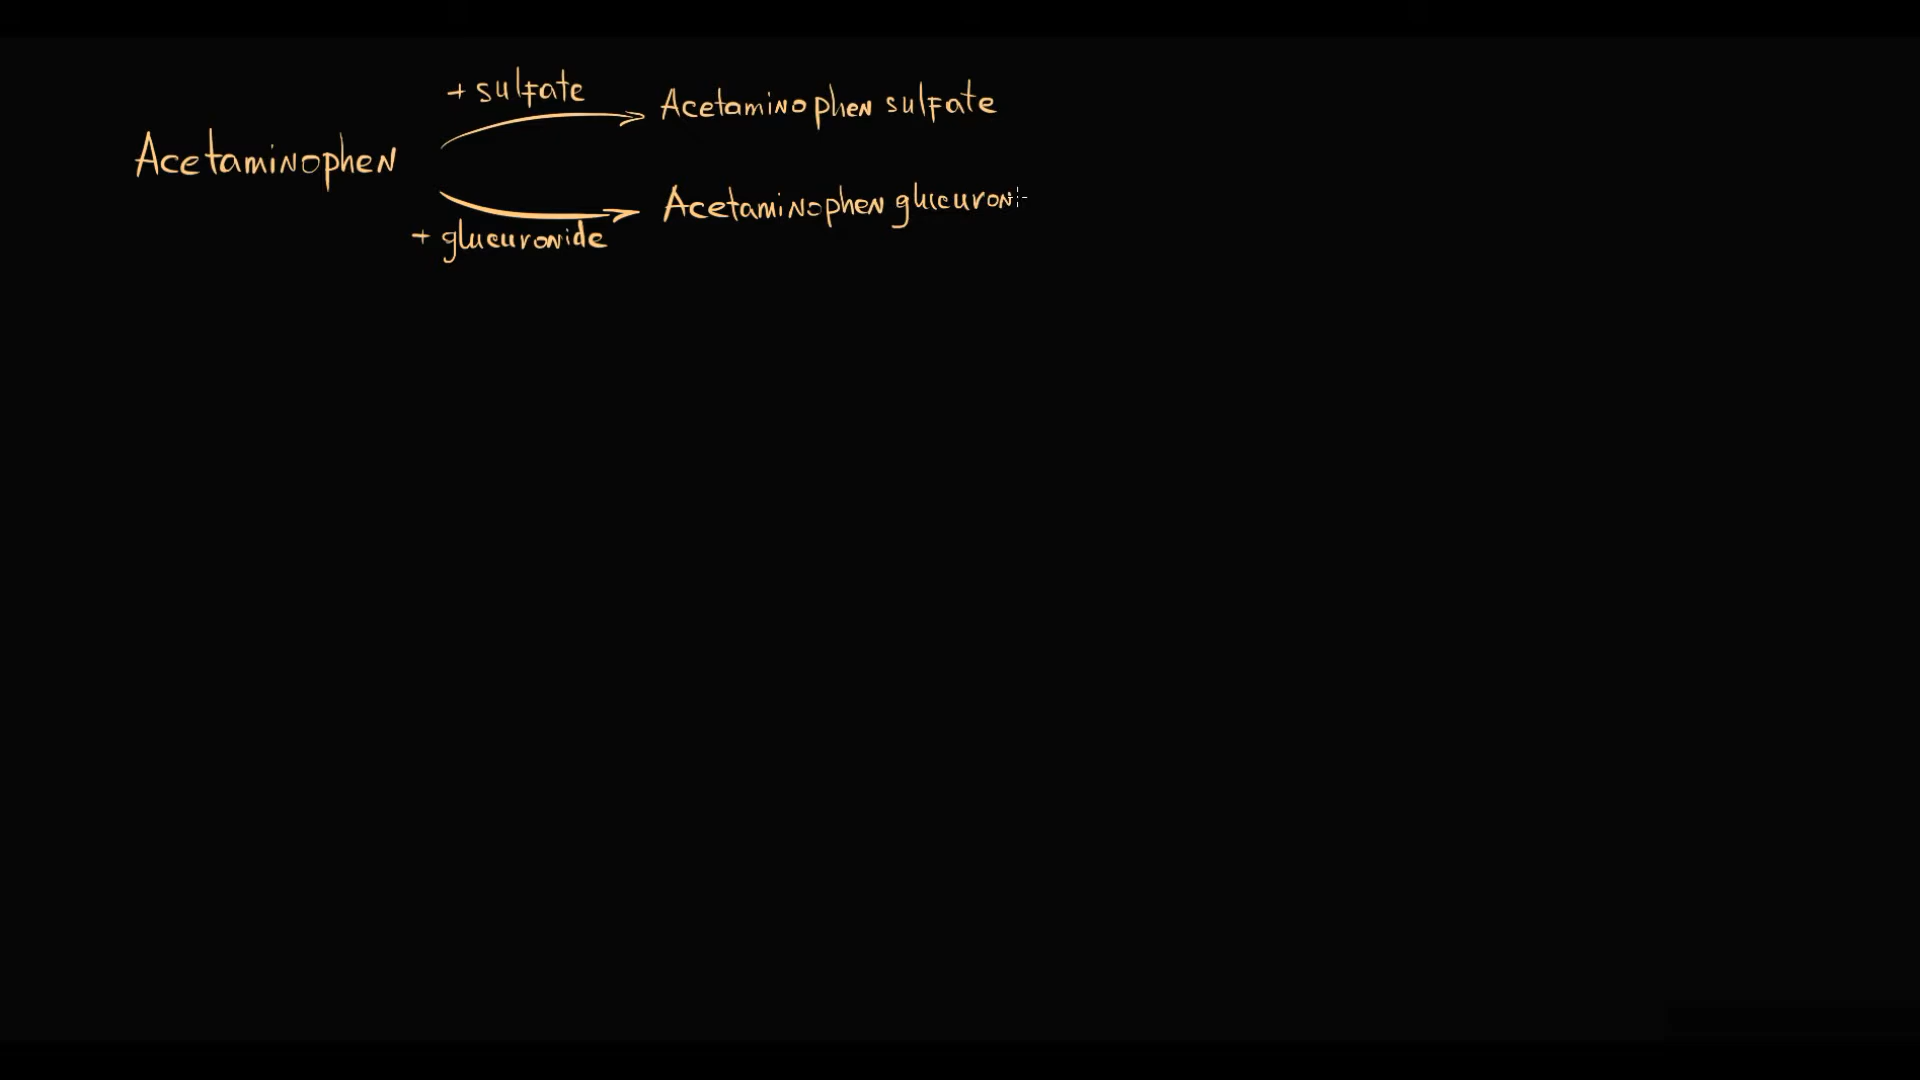 + sulfate
Acetaminophen sulfate
Acetaminophen
Acetaminophen glucuron
+ glucuronide